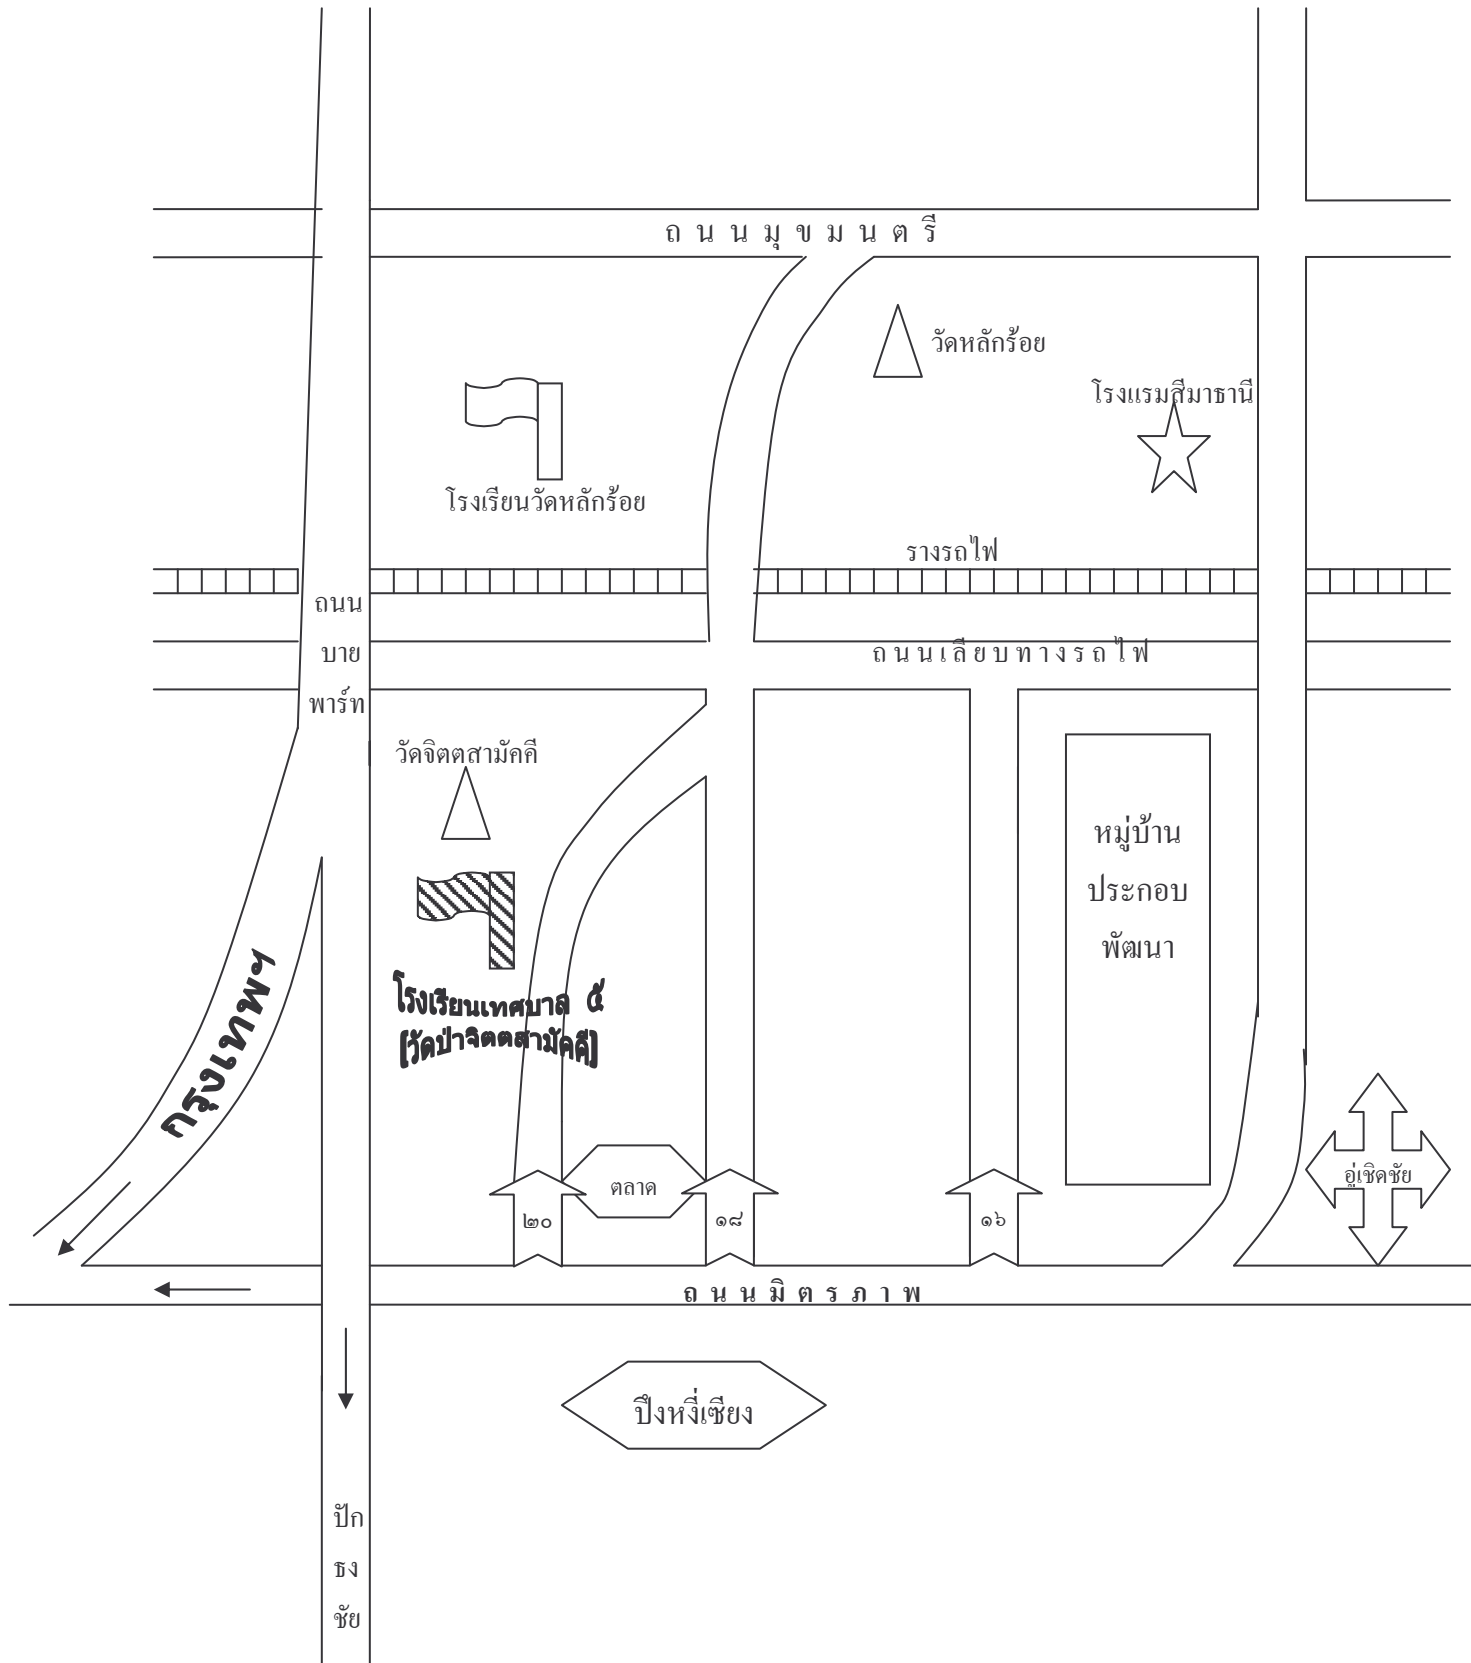 ถนนมุขมนตรี
วัดหลักร้อย
โรงแรมสีมาธานี
โรงเรียนวัดหลักร้อย
รางรถไฟ
ถนน
บาย
พาร์ท
ถนนเลียบทางรถไฟ
วัดจิตตสามัคคี
หมู่บ้าน
ประกอบ
พัฒนา
กรุงเทพฯ
โรงเรียนเทศบาล ๕
[วัดป่าจิตตสามัคคี]
ตลาด
อู่เชิดชัย
๒๐
๑๘
๑๖
ถนนมิตรภาพ
ปึงหงี่เซียง
ปัก
ธง
ชัย